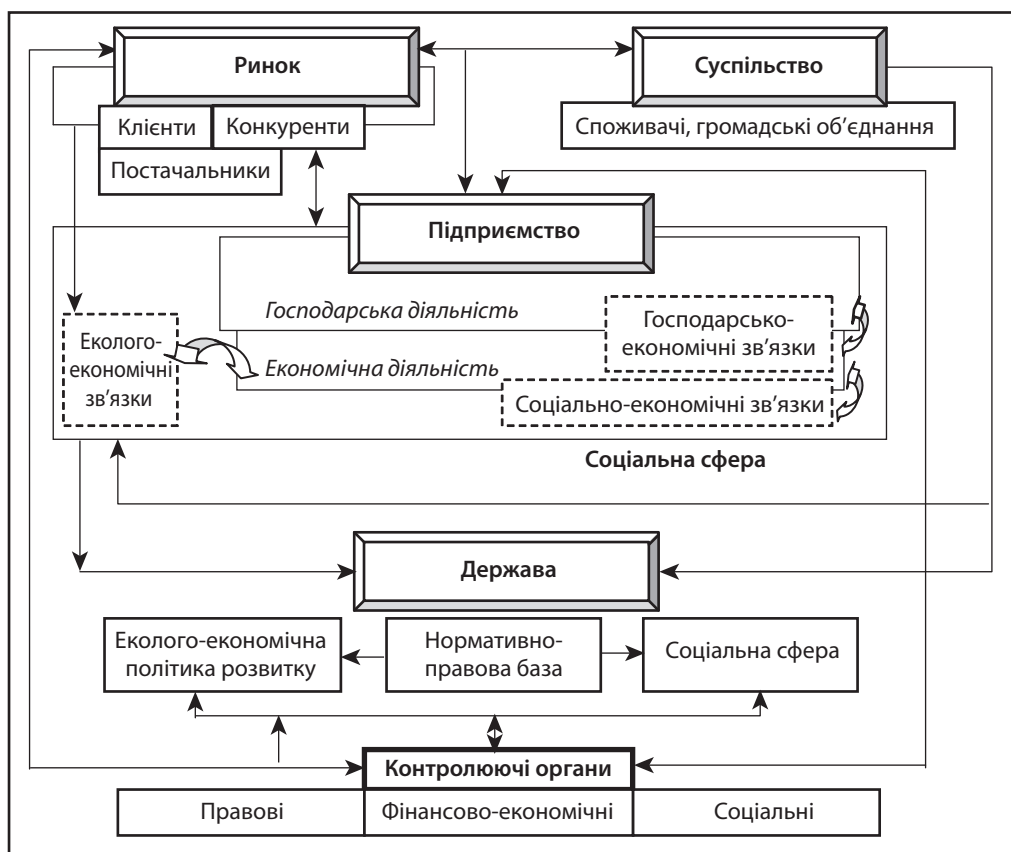 Ринок
Суспільство
Клієнти
Конкуренти
Споживачі, громадські об’єднання
Постачальники
Підприємство
Господарська діяльність
Господарсько-
економічні зв’язки
Еколого-
економічні
зв’язки
Економічна діяльність
Соціально-економічні зв’язки
Соціальна сфера
Держава
Еколого-економічна
політика розвитку
Нормативно-
правова база
Соціальна сфера
Контролюючі органи
Правові
Фінансово-економічні
Соціальні